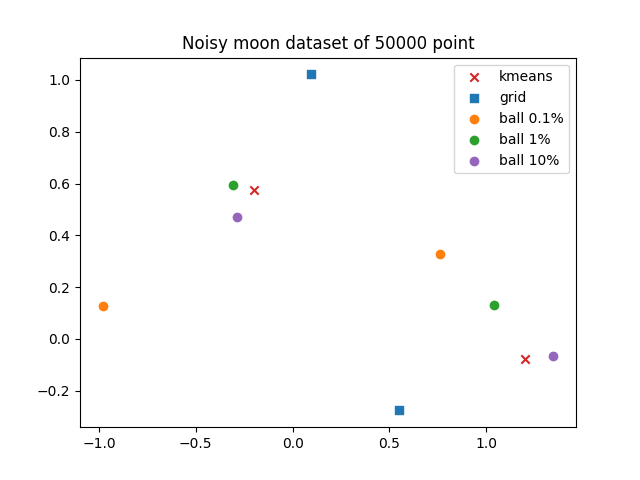 Noisy moon dataset of 50000 point
kmeans
grid
ball 0.1%
ball 1%
ball 10%
1.0
0.8
0.6
0.4
0.2
0.0
−0.2
−1.0 −0.5 0.0 0.5 1.0